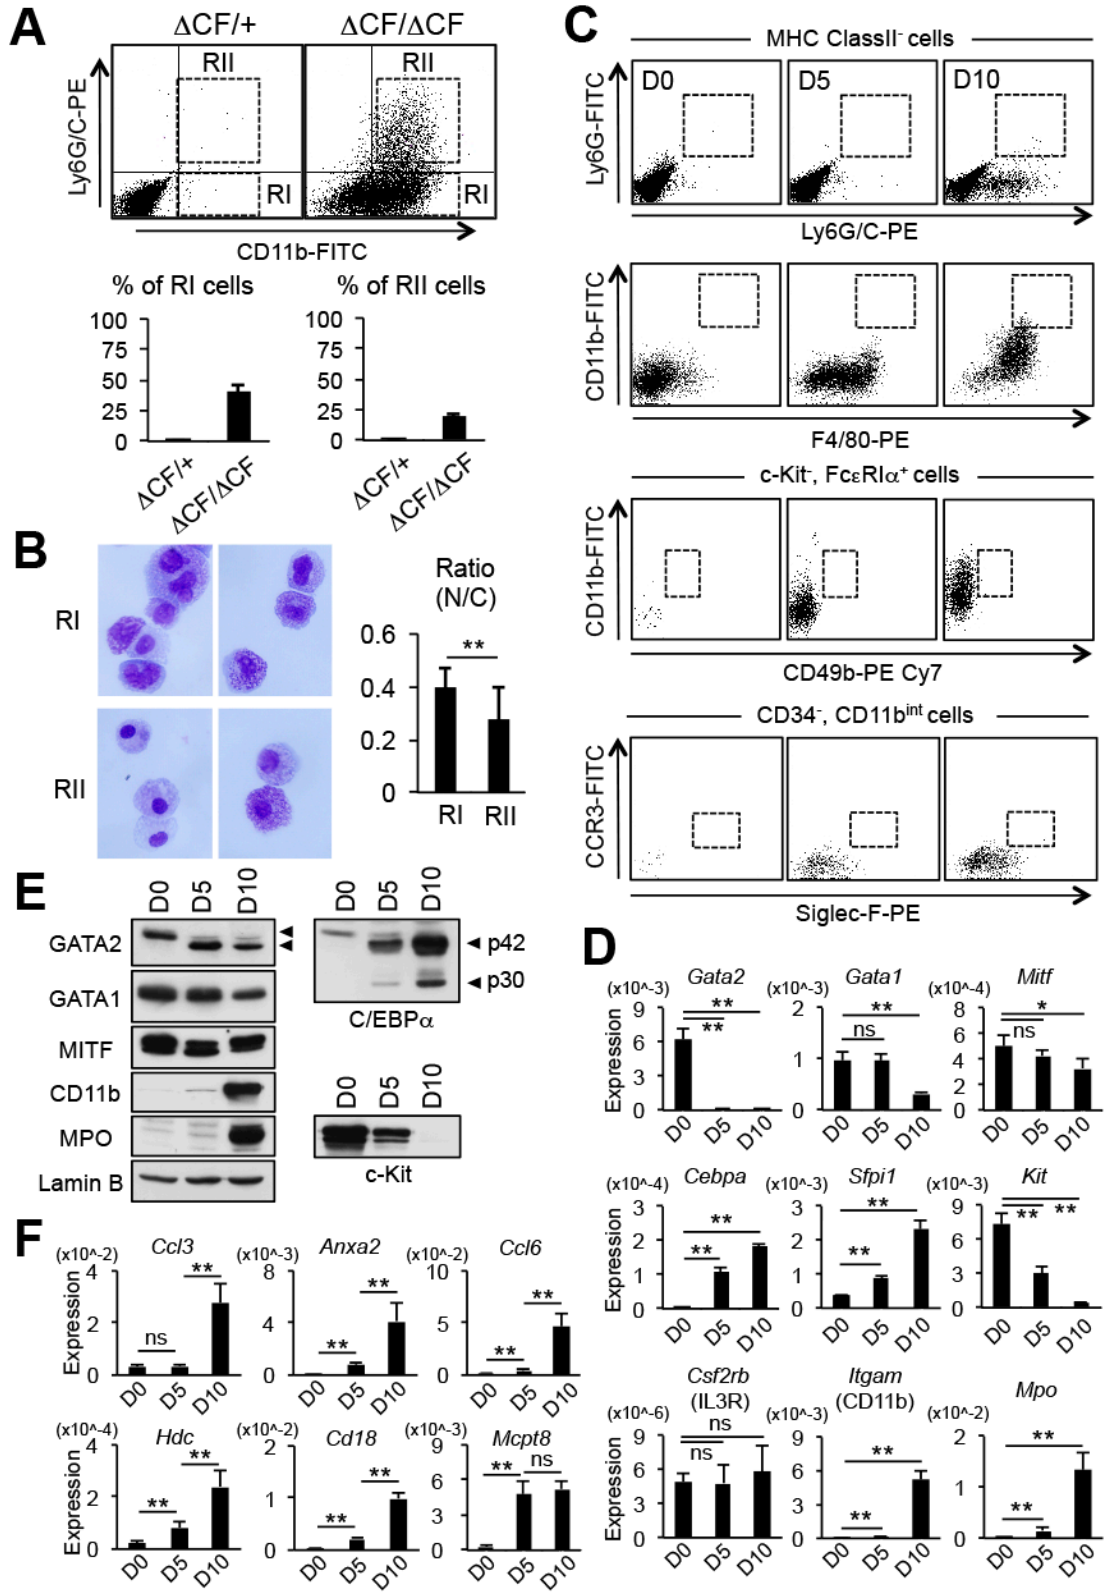 A
ΔCF/+
ΔCF/ΔCF
RII
RII
RI
RI
Ly6G/C-PE
CD11b-FITC
% of RI cells
% of RII cells
100
75
50
25
0
ΔCF/+
ΔCF/ΔCF
100
75
50
25
0
ΔCF/+
ΔCF/ΔCF
B
RI
RII
Ratio
(N/C)
0.6
0.4
0.2
0
**
RI
RII
C
MHC ClassII- cells
D0
D5
D10
Ly6G-FITC
Ly6G/C-PE
CD11b-FITC
F4/80-PE
c-Kit-, FcεRIα+ cells
CD11b-FITC
CD49b-PE Cy7
CD34-, CD11bint cells
CCR3-FITC
Siglec-F-PE
D
Gata2
(x10^-3)
Expression
9
6
3
0
**
**
D0
D5
D10
Gata1
(x10^-3)
2
1
0
**
ns
D0
D5
D10
Mitf
(x10^-4)
8
6
4
2
0
*
ns
D0
D5
D10
Cebpa
(x10^-4)
Expression
3
2
1
0
**
**
D0
D5
D10
Sfpi1
(x10^-3)
3
2
1
0
**
**
D0
D5
D10
Kit
(x10^-3)
9
6
3
0
** **
D0
D5
D10
Csf2rb
(IL3R)
(x10^-6)
Expression
9
6
3
0
ns
ns
D0
D5
D10
Itgam
(CD11b)
(x10^-3)
9
6
3
0
**
**
D0
D5
D10
Mpo
(x10^-2)
2
1
0
**
**
D0
D5
D10
E
D0
D5
D10
GATA2
GATA1
MITF
CD11b
MPO
Lamin B
D0
D5
D10
p42
p30
C/EBPα
D0
D5
D10
c-Kit
F
Ccl3
(x10^-2)
Expression
4
2
0
ns
**
D0
D5
D10
Anxa2
(x10^-3)
8
4
0
**
**
D0
D5
D10
Ccl6
(x10^-2)
10
5
0
**
**
D0
D5
D10
Hdc
(x10^-4)
Expression
4
2
0
**
**
D0
D5
D10
Cd18
(x10^-2)
2
1
0
**
**
D0
D5
D10
Mcpt8
(x10^-3)
9
6
3
0
**
ns
D0
D5
D10